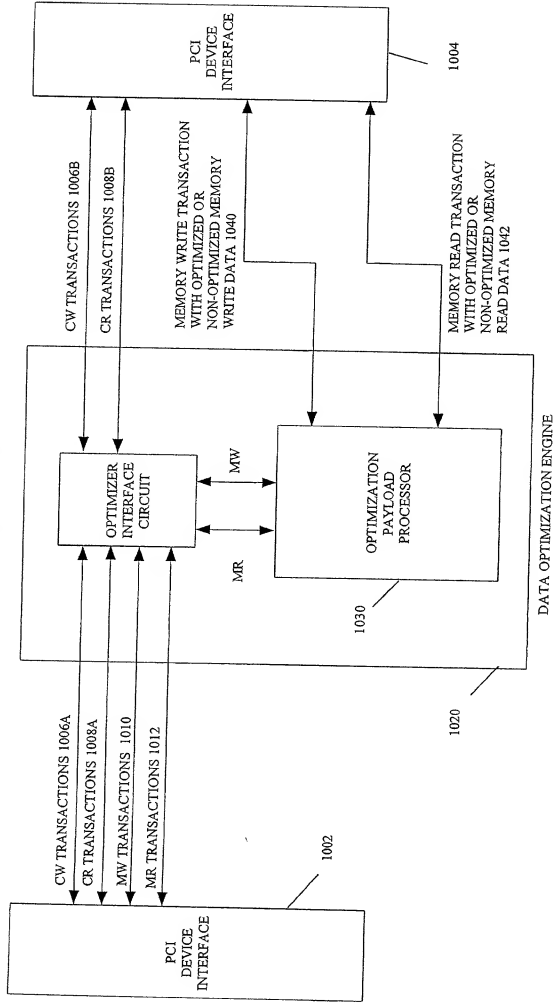 PCI
DEVICE
INTERFACE
1002
CW TRANSACTIONS 1006A
CR TRANSACTIONS 1008A
MW TRANSACTIONS 1010
MR TRANSACTIONS 1012
OPTIMIZER
INTERFACE
CIRCUIT
MR
MW
OPTIMIZATION
PAYLOAD
PROCESSOR
1030
1020
DATA OPTIMIZATION ENGINE
CW TRANSACTIONS 1006B
CR TRANSACTIONS 1008B
MEMORY WRITE TRANSACTION
WITH OPTIMIZED OR
NON-OPTIMIZED MEMORY
WRITE DATA 1040
MEMORY READ TRANSACTION
WITH OPTIMIZED OR
NON-OPTIMIZED MEMORY
READ DATA 1042
PCI
DEVICE
INTERFACE
1004